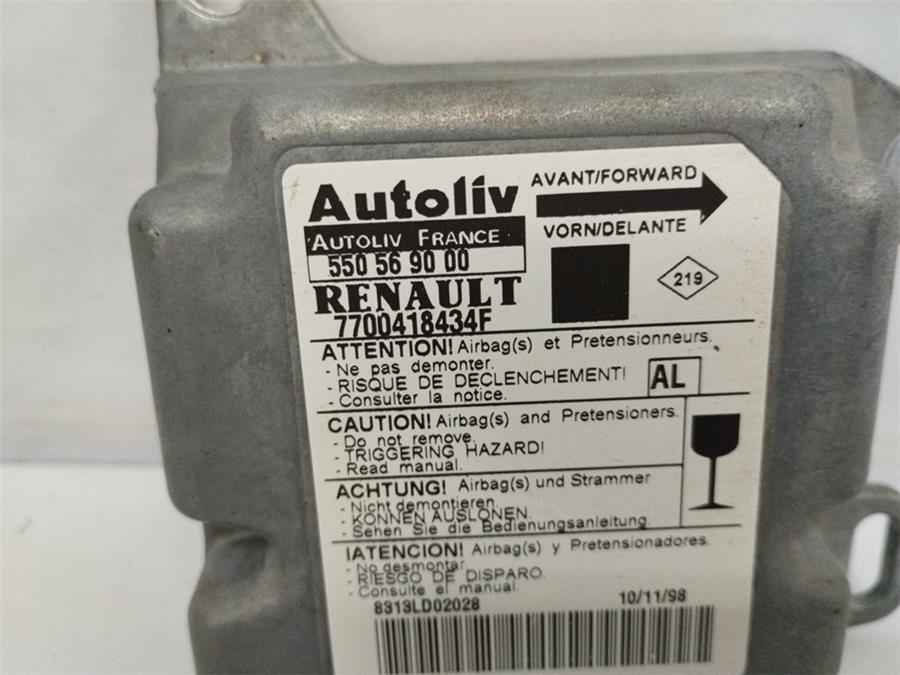 Autoliv
AVANT/FORWARD
AUTOLIV FRANCE
VORN/DELANTE
550 56 90 00
219
RENAULT
7700418434F
ATTENTION! Airbag(s) et Pretensionneurs.
- Ne pas demonter.
- RISQUE DE DECLENCHEMENT!
- Consulter la notice.
AL
CAUTION! Airbag(s) and Pretensioners.
- Do not remove.
- TRIGGERING HAZARD!
- Read manual.
ACHTUNG! Airbag(s) und Strammer
- Nicht demontieren.
- KONNEN AUSLONEN.
- Sehen Sie die Bedienungsanleitung.
IATENCION! Airbag(s) y Pretensionadores.
- No desmontar.
- RIESGO DE DISPARO.
- Consulte el manual.
8313LD02028
10/11/98